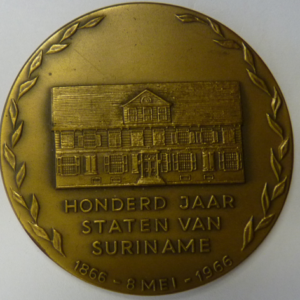 HONDERD JAAR
STATEN VAN
SURINAME
1866 - 8 MEI - 1966